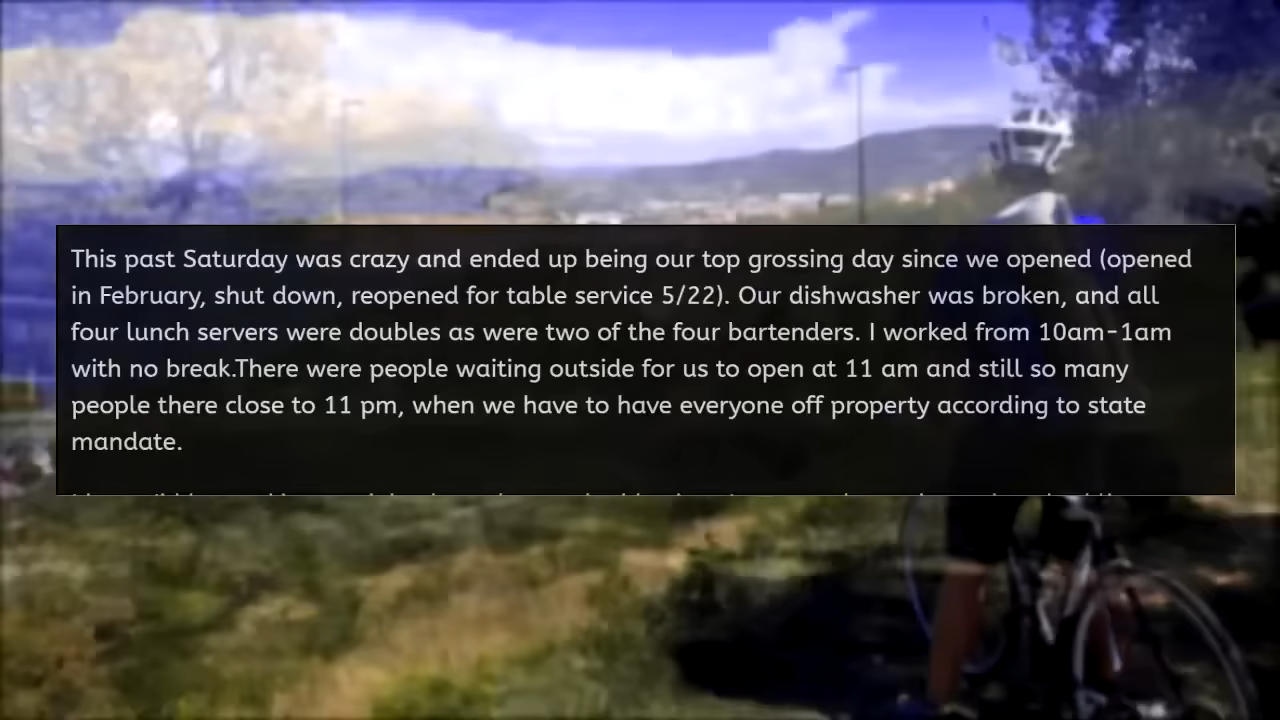 This past Saturday was crazy and ended up being our top grossing day since we opened (opened
in February, shut down, reopened for table service 5/22). Our dishwasher was broken, and all
four lunch servers were doubles as were two of the four bartenders. I worked from 10am-1am
with no break.There were people waiting outside for us to open at 11 am and still so many
people there close to 11 pm, when we have to have everyone off property according to state
mandate.